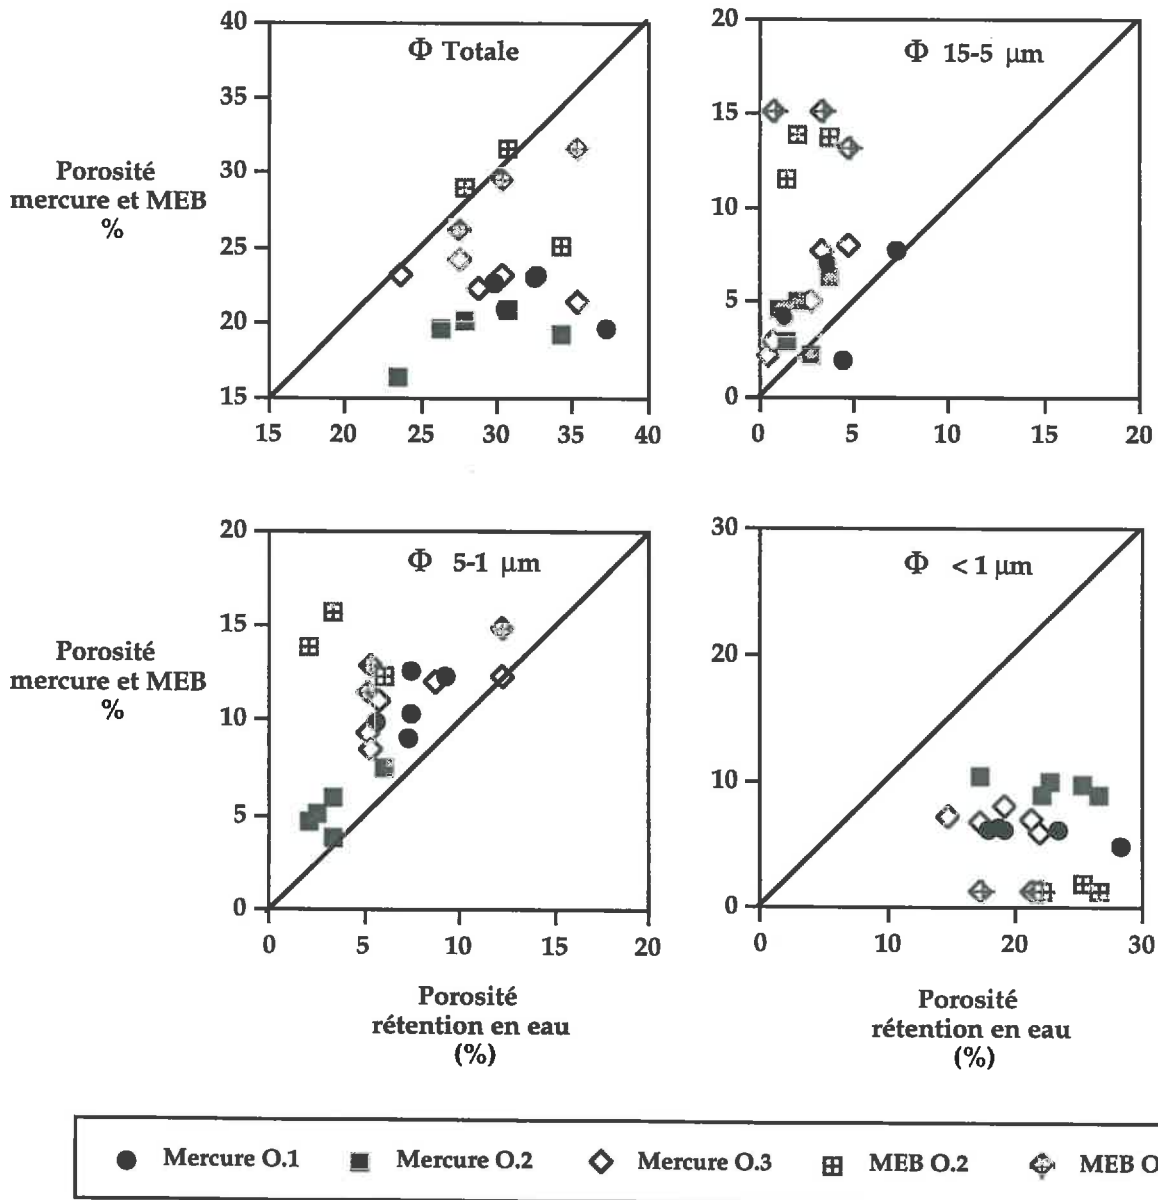 Φ Totale
Φ 15-5 μm
Porosité
mercure et MEB
%
40
35
30
25
20
15
15 20 25 30 35 40
20
15
10
5
0
0 5 10 15 20
Φ 5-1 μm
Φ < 1 μm
Porosité
mercure et MEB
%
20
15
10
5
0
0 5 10 15 20
30
20
10
0
0 10 20 30
Porosité
rétention en eau
(%)
Porosité
rétention en eau
(%)
Mercure O.1 Mercure O.2 Mercure O.3 MEB O.2 MEB O